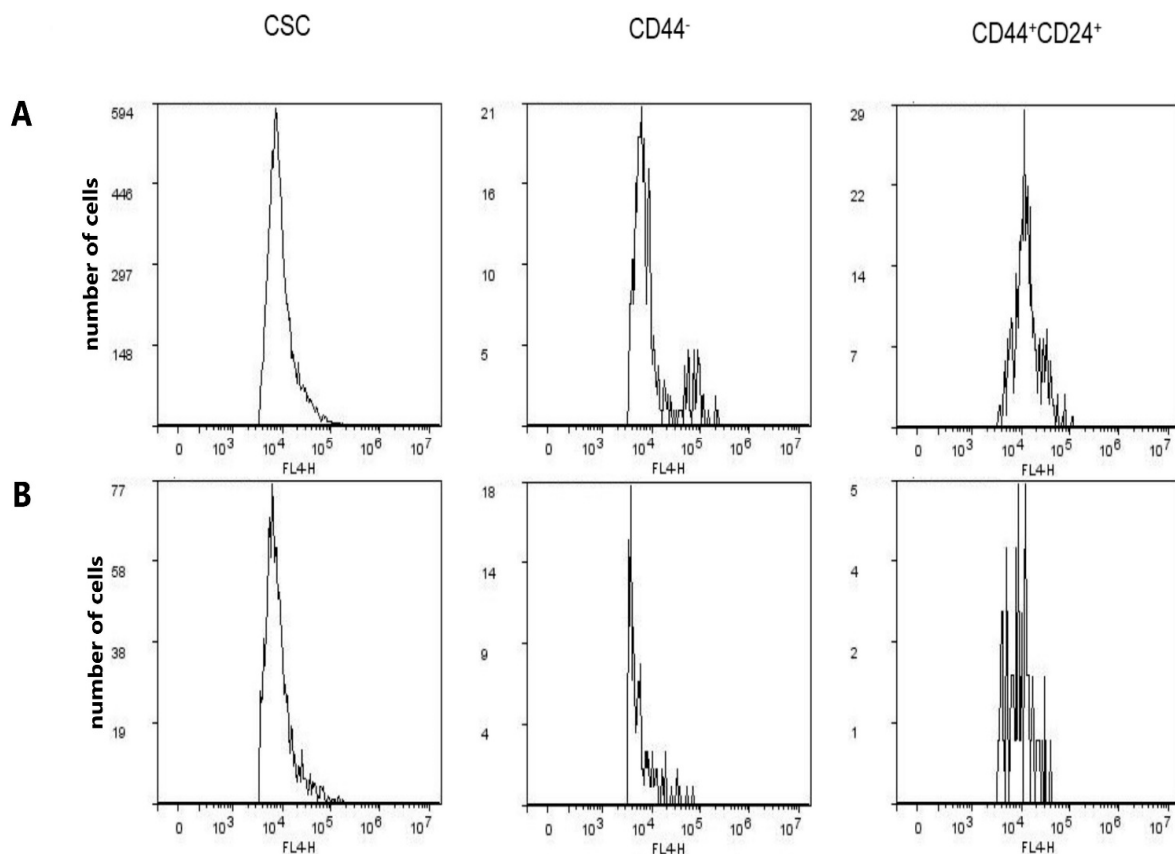 CSC CD44⁻ CD44⁺CD24⁺
A
number of cells
594 446 297 148
0 10³ 10⁴ 10⁵ 10⁶ 10⁷
FL4-H
21 16 10 5
0 10³ 10⁴ 10⁵ 10⁶ 10⁷
FL4-H
29 22 14 7
0 10³ 10⁴ 10⁵ 10⁶ 10⁷
FL4-H
B
number of cells
77 58 38 19
0 10³ 10⁴ 10⁵ 10⁶ 10⁷
FL4-H
18 14 9 4
0 10³ 10⁴ 10⁵ 10⁶ 10⁷
FL4-H
5 4 2 1
0 10³ 10⁴ 10⁵ 10⁶ 10⁷
FL4-H